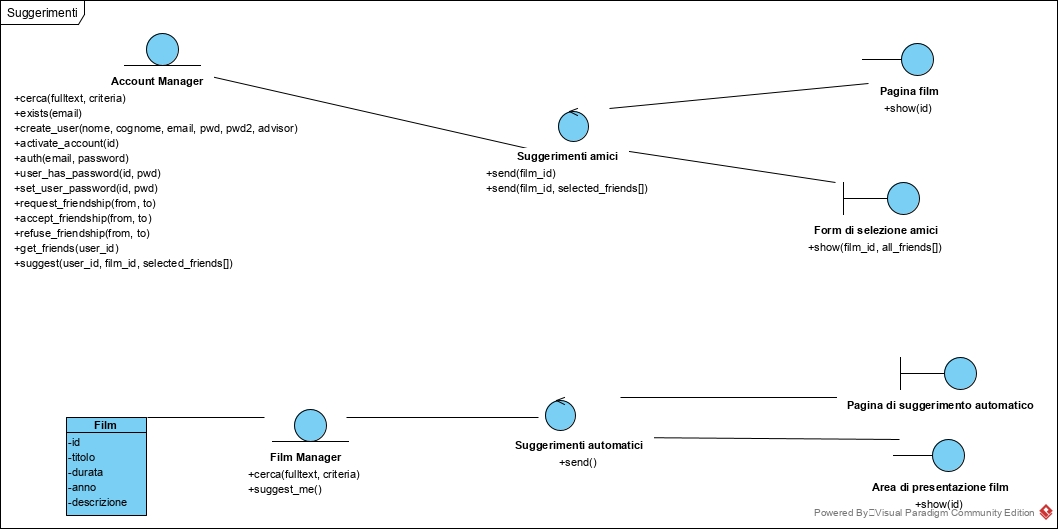 Suggerimenti
Account Manager
+cerca(fulltext, criteria)
+exists(email)
+create_user(nome, cognome, email, pwd, pwd2, advisor)
+activate_account(id)
+auth(email, password)
+user_has_password(id, pwd)
+set_user_password(id, pwd)
+request_friendship(from, to)
+accept_friendship(from, to)
+refuse_friendship(from, to)
+get_friends(user_id)
+suggest(user_id, film_id, selected_friends[])
Suggerimenti amici
+send(film_id)
+send(film_id, selected_friends[])
Pagina film
+show(id)
Form di selezione amici
+show(film_id, all_friends[])
Film
-id
-titolo
-durata
-anno
-descrizione
Film Manager
+cerca(fulltext, criteria)
+suggest_me()
Suggerimenti automatici
+send()
Pagina di suggerimento automatico
Area di presentazione film
+show(id)
Powered By Visual Paradigm Community Edition